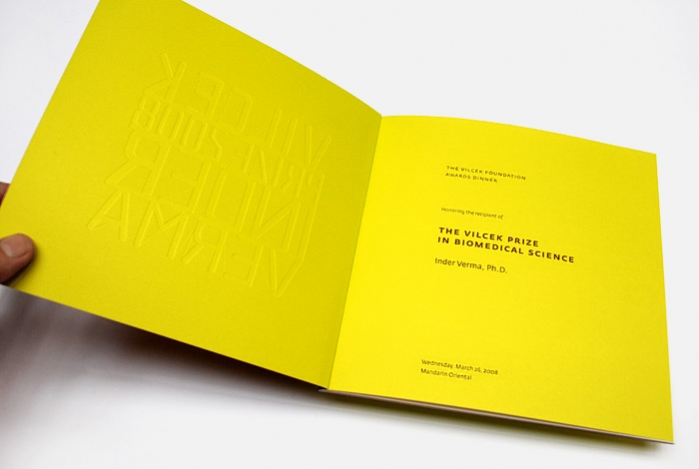 VILCEK
2008
INDER
VERMA
THE VILCEK FOUNDATION
AWARDS DINNER
Honoring the recipient of
THE VILCEK PRIZE
IN BIOMEDICAL SCIENCE
Inder Verma, Ph.D.
Wednesday, March 26, 2008
Mandarin Oriental